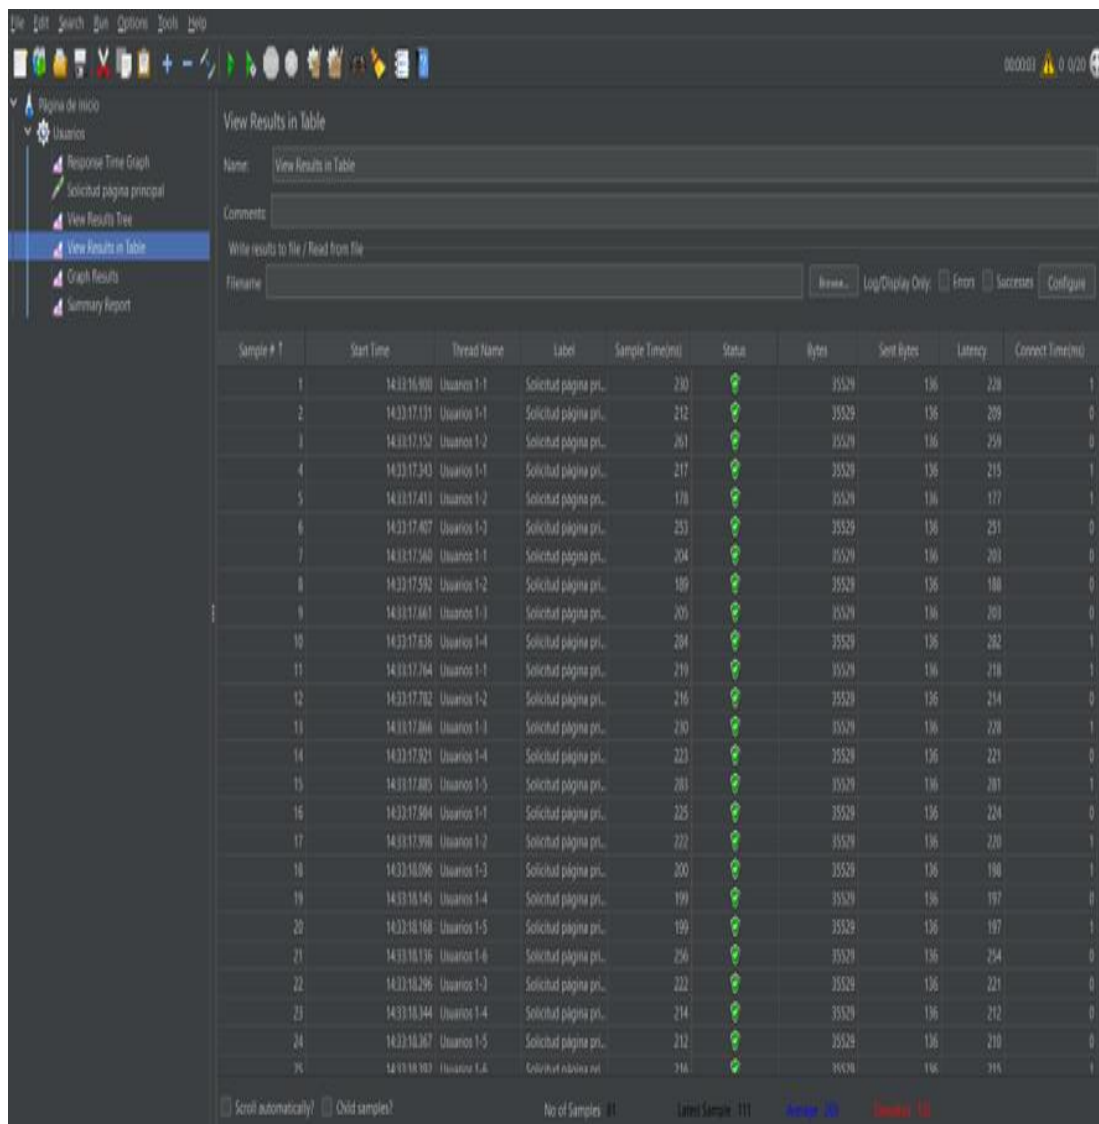 File Edit Search Run Options Tools Help
00:00:03 0 0/20
Página de inicio
Usuarios
Response Time Graph
Solicitud página principal
View Results Tree
View Results in Table
Graph Results
Summary Report
View Results in Table
Name: View Results in Table
Comments:
Write results to file / Read from file
Filename Browse... Log/Display Only: Errors Successes Configure
Sample # ↑ Start Time Thread Name Label Sample Time(ms) Status Bytes Sent Bytes Latency Connect Time(ms)
1 14:33:16.900 Usuarios 1-1 Solicitud página pri... 230 35529 136 228 1
2 14:33:17.131 Usuarios 1-1 Solicitud página pri... 212 35529 136 209 0
3 14:33:17.152 Usuarios 1-2 Solicitud página pri... 261 35529 136 259 0
4 14:33:17.343 Usuarios 1-1 Solicitud página pri... 217 35529 136 215 1
5 14:33:17.413 Usuarios 1-2 Solicitud página pri... 178 35529 136 177 1
6 14:33:17.407 Usuarios 1-3 Solicitud página pri... 253 35529 136 251 0
7 14:33:17.560 Usuarios 1-1 Solicitud página pri... 204 35529 136 203 0
8 14:33:17.592 Usuarios 1-2 Solicitud página pri... 189 35529 136 188 0
9 14:33:17.661 Usuarios 1-3 Solicitud página pri... 205 35529 136 203 0
10 14:33:17.636 Usuarios 1-4 Solicitud página pri... 284 35529 136 282 1
11 14:33:17.764 Usuarios 1-1 Solicitud página pri... 219 35529 136 218 1
12 14:33:17.782 Usuarios 1-2 Solicitud página pri... 216 35529 136 214 0
13 14:33:17.866 Usuarios 1-3 Solicitud página pri... 230 35529 136 228 1
14 14:33:17.921 Usuarios 1-4 Solicitud página pri... 223 35529 136 221 0
15 14:33:17.885 Usuarios 1-5 Solicitud página pri... 283 35529 136 281 1
16 14:33:17.984 Usuarios 1-1 Solicitud página pri... 225 35529 136 224 0
17 14:33:17.998 Usuarios 1-2 Solicitud página pri... 222 35529 136 220 1
18 14:33:18.096 Usuarios 1-3 Solicitud página pri... 200 35529 136 198 1
19 14:33:18.145 Usuarios 1-4 Solicitud página pri... 199 35529 136 197 0
20 14:33:18.168 Usuarios 1-5 Solicitud página pri... 199 35529 136 197 1
21 14:33:18.136 Usuarios 1-6 Solicitud página pri... 256 35529 136 254 0
22 14:33:18.296 Usuarios 1-3 Solicitud página pri... 222 35529 136 221 0
23 14:33:18.344 Usuarios 1-4 Solicitud página pri... 214 35529 136 212 0
24 14:33:18.367 Usuarios 1-5 Solicitud página pri... 212 35529 136 210 0
25 Usuarios 1-6 Solicitud página pri... 216 35529 136 215 1
Scroll automatically? Child samples? No of Samples 81 Latest Sample 111 Average